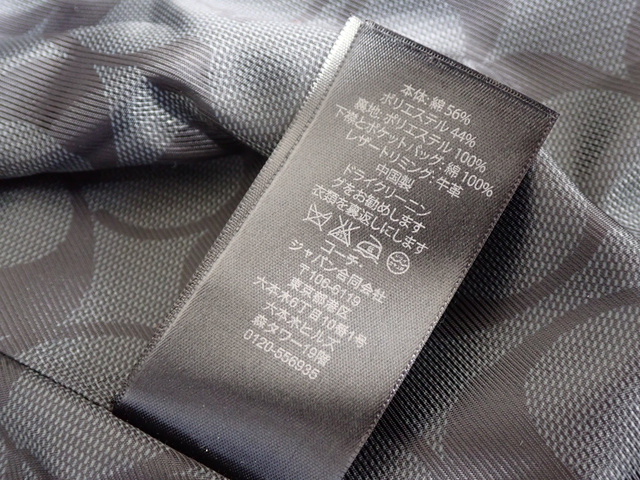 本体: 綿 56%
ポリエステル 44%
裏地: ポリエステル 100%
下襟とポケットバッグ: 綿 100%
レザートリミング: 牛革
中国製
ドライクリーニン
グをお勧めします
衣類を裏返しにします
コーチ・
ジャパン合同会社
〒106-6119
東京都港区
六本木6丁目10番1号
六本木ヒルズ
森タワー19階
0120-556935